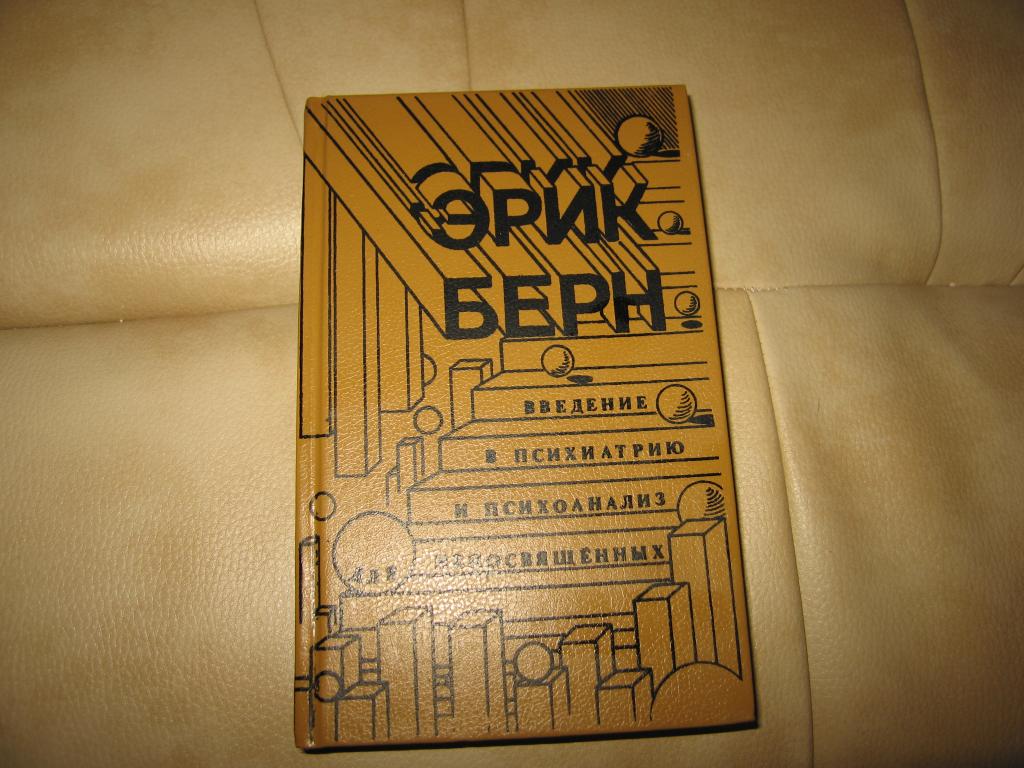 ЭРИК
БЕРН
ВВЕДЕНИЕ
В ПСИХИАТРИЮ
И ПСИХОАНАЛИЗ
ДЛЯ НЕПОСВЯЩЁННЫХ